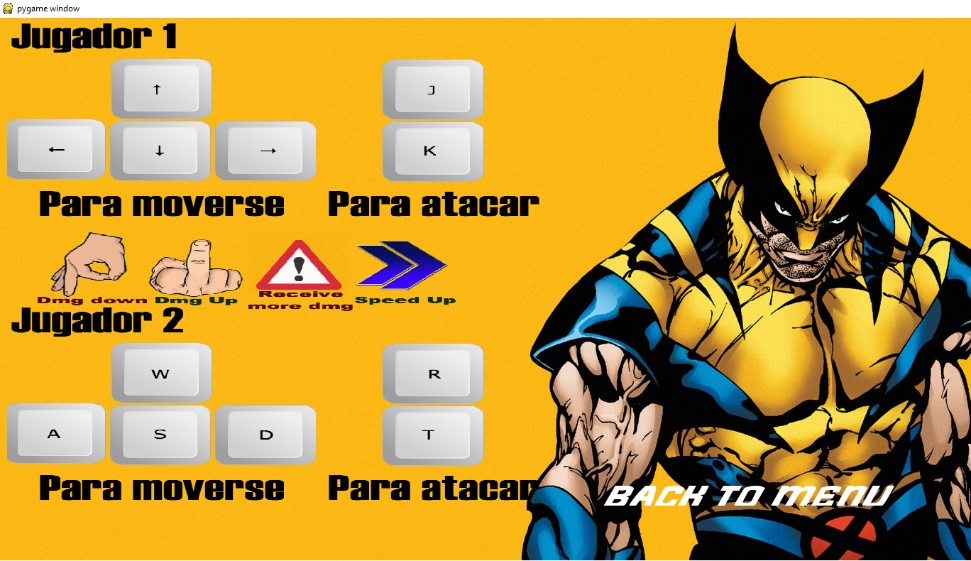 pygame window
Jugador 1
↑
J
← ↓ →
K
Para moverse
Para atacar
Dmg down
Dmg Up
Receive
more dmg
Speed Up
Jugador 2
W
R
A S D
T
Para moverse
Para atacar
BACK TO MENU